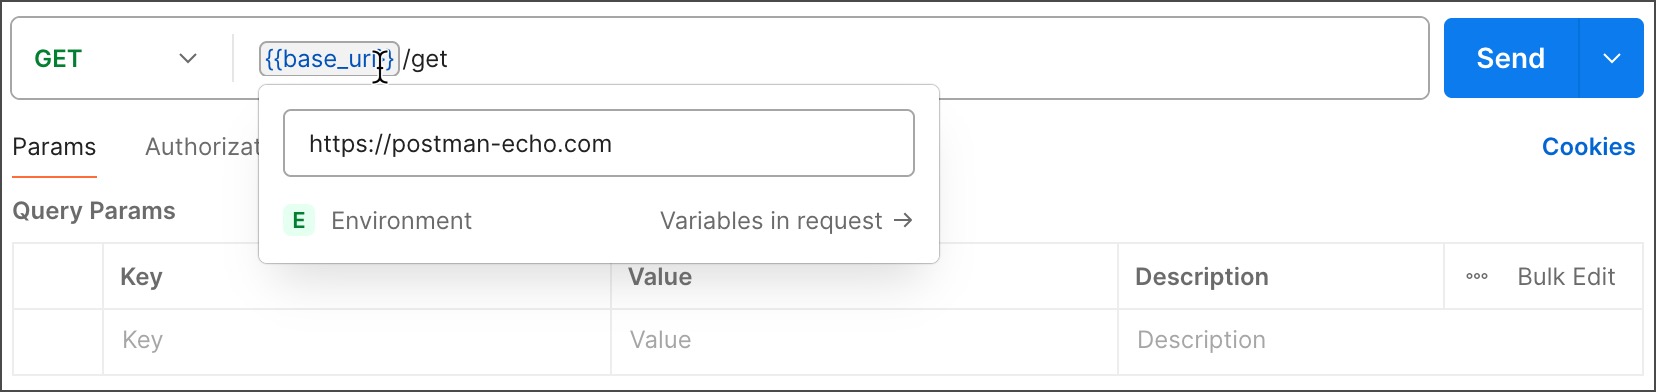 GET {{base_url}}/get Send
https://postman-echo.com
Params Authorizat Cookies
E Environment Variables in request →
Query Params
Key Value Description ooo Bulk Edit
Key Value Description